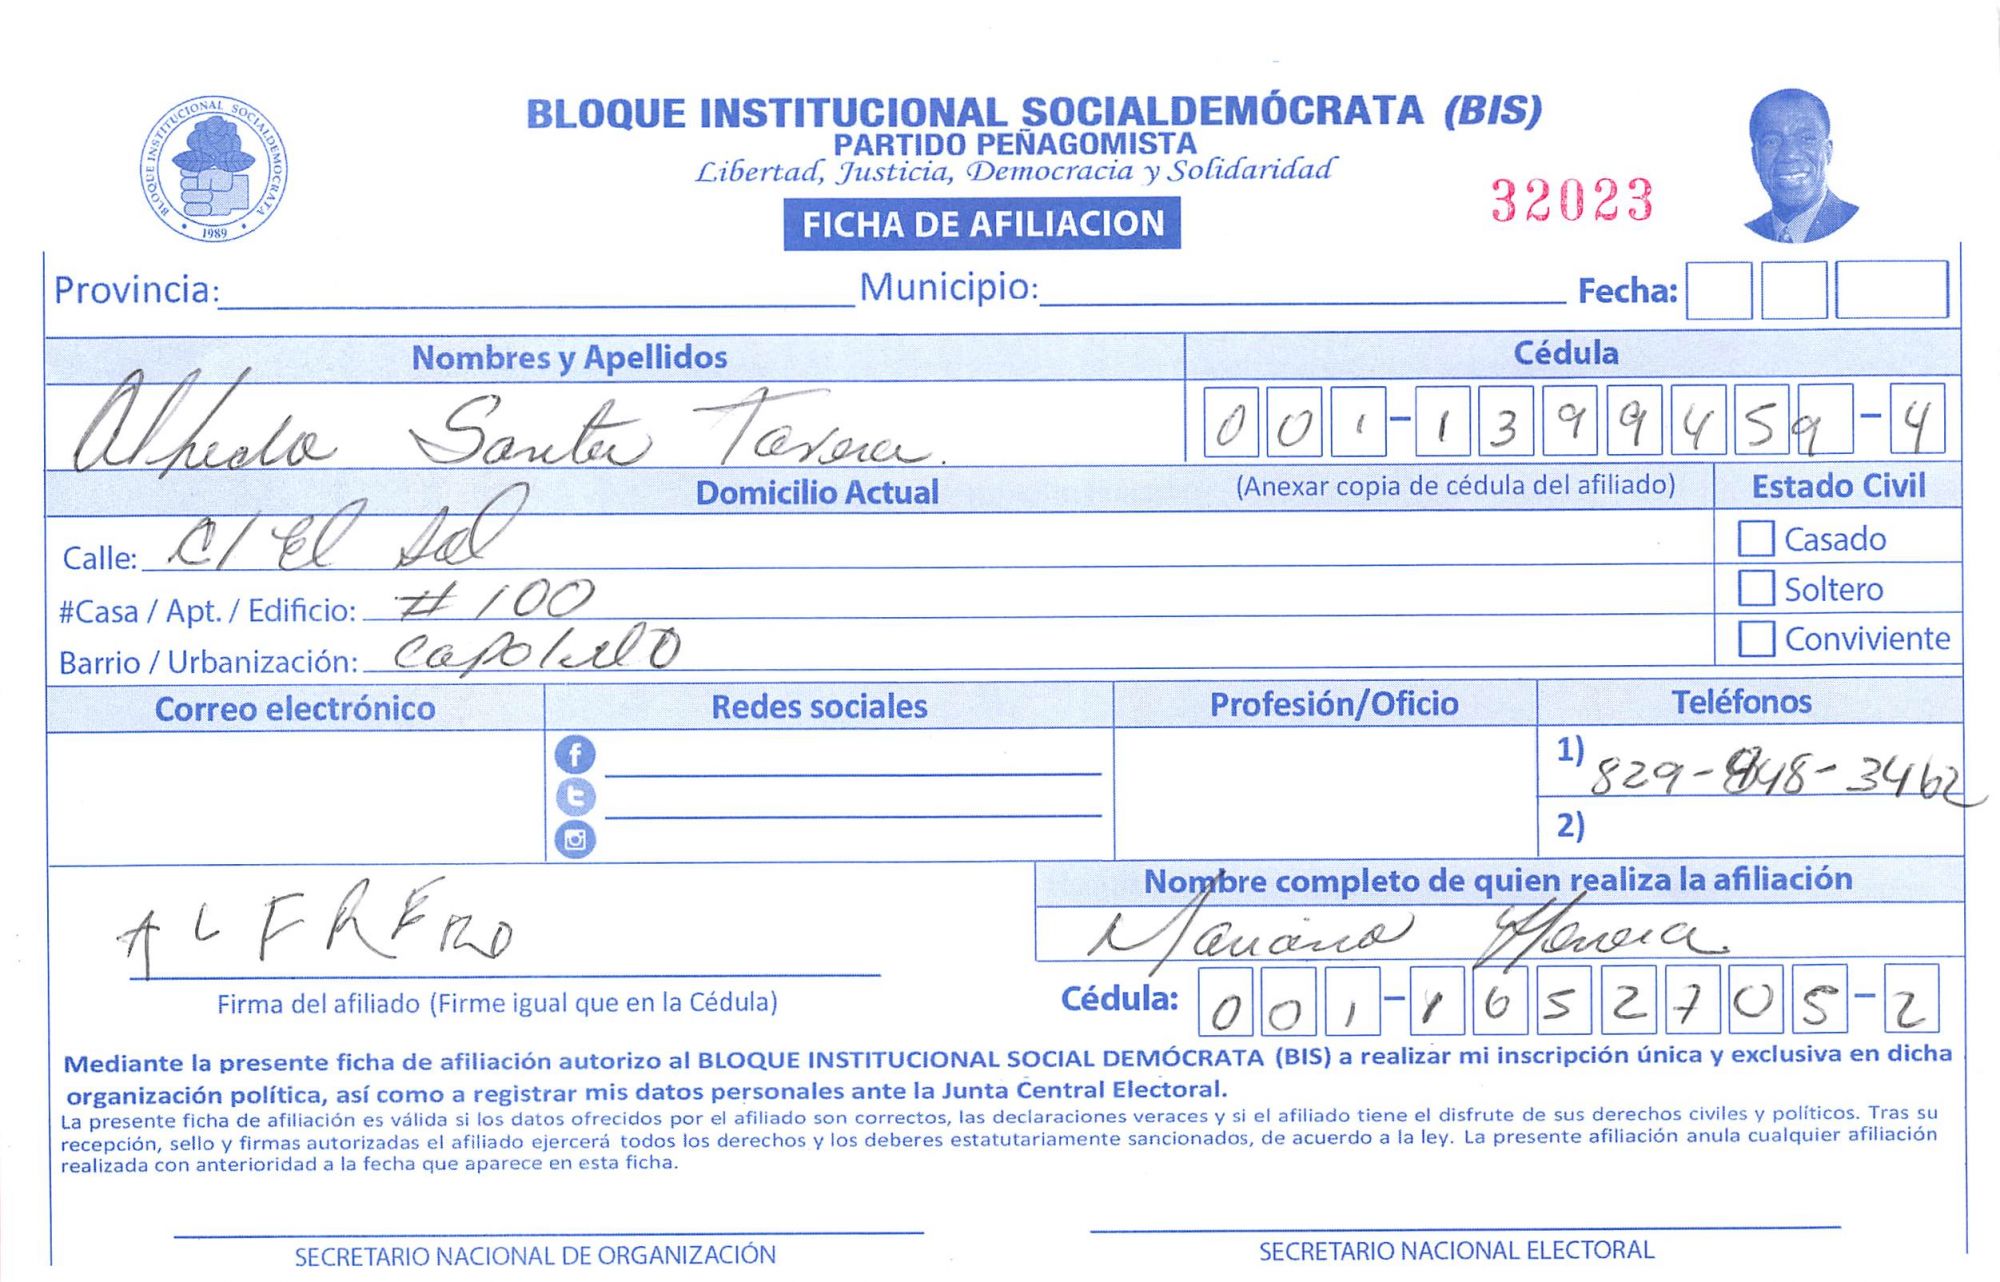 BLOQUE INSTITUCIONAL SOCIALDEMOCRATA
1989
BLOQUE INSTITUCIONAL SOCIALDEMÓCRATA (BIS)
PARTIDO PEÑAGOMISTA
Libertad, Justicia, Democracia y Solidaridad
32023
FICHA DE AFILIACION
Provincia: Municipio: Fecha:
Nombres y Apellidos Cédula
Alfredo Santos Tavera. 001-1399459-4
Domicilio Actual (Anexar copia de cédula del afiliado) Estado Civil
Calle: C/ El Sol Casado
#Casa / Apt. / Edificio: # 100 Soltero
Barrio / Urbanización: Conviviente
Correo electrónico Redes sociales Profesión/Oficio Teléfonos
1) 829-848-3462
2)
Nombre completo de quien realiza la afiliación
ALFREDO Mariano
Firma del afiliado (Firme igual que en la Cédula) Cédula: 001-1652705-2
Mediante la presente ficha de afiliación autorizo al BLOQUE INSTITUCIONAL SOCIAL DEMÓCRATA (BIS) a realizar mi inscripción única y exclusiva en dicha
organización política, así como a registrar mis datos personales ante la Junta Central Electoral.
La presente ficha de afiliación es válida si los datos ofrecidos por el afiliado son correctos, las declaraciones veraces y si el afiliado tiene el disfrute de sus derechos civiles y políticos. Tras su
recepción, sello y firmas autorizadas el afiliado ejercerá todos los derechos y los deberes estatutariamente sancionados, de acuerdo a la ley. La presente afiliación anula cualquier afiliación
realizada con anterioridad a la fecha que aparece en esta ficha.
SECRETARIO NACIONAL DE ORGANIZACIÓN SECRETARIO NACIONAL ELECTORAL